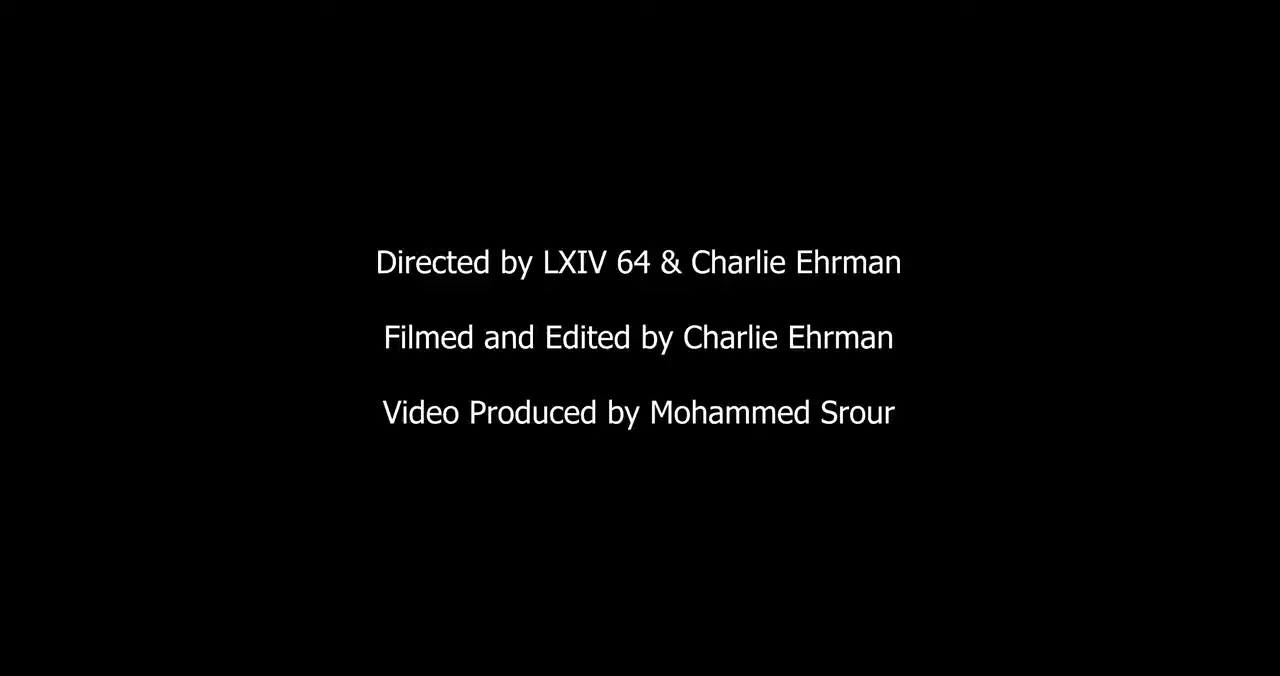 Directed by LXIV 64 & Charlie Ehrman
Filmed and Edited by Charlie Ehrman
Video Produced by Mohammed Srour